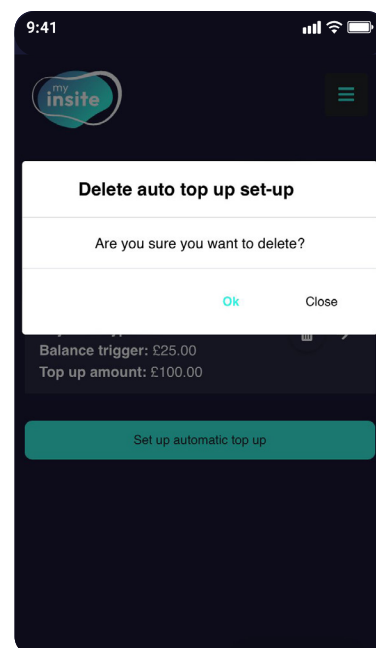 9:41
my
insite
Delete auto top up set-up
Are you sure you want to delete?
Ok
Close
Balance trigger: £25.00
Top up amount: £100.00
Set up automatic top up